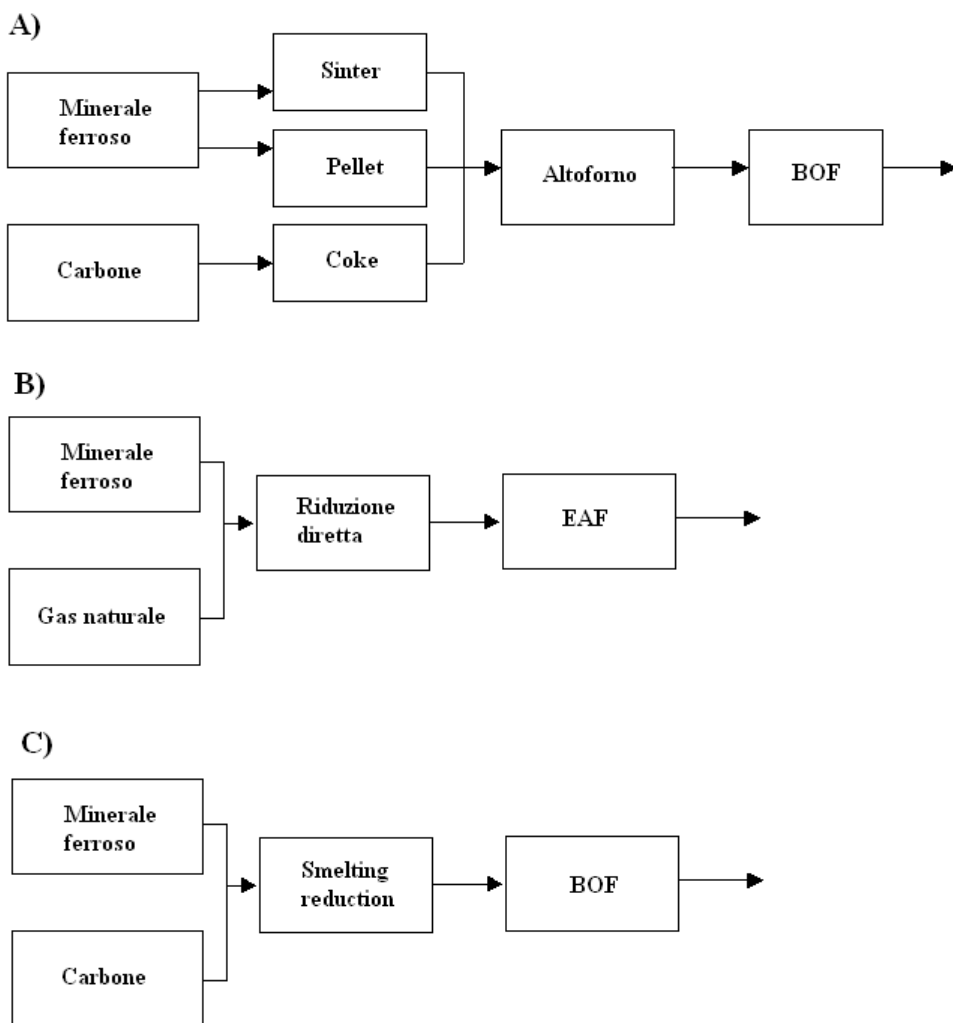 A)
Minerale
ferroso
Sinter
Pellet
Altoforno
BOF
Carbone
Coke
B)
Minerale
ferroso
Riduzione
diretta
EAF
Gas naturale
C)
Minerale
ferroso
Smelting
reduction
BOF
Carbone